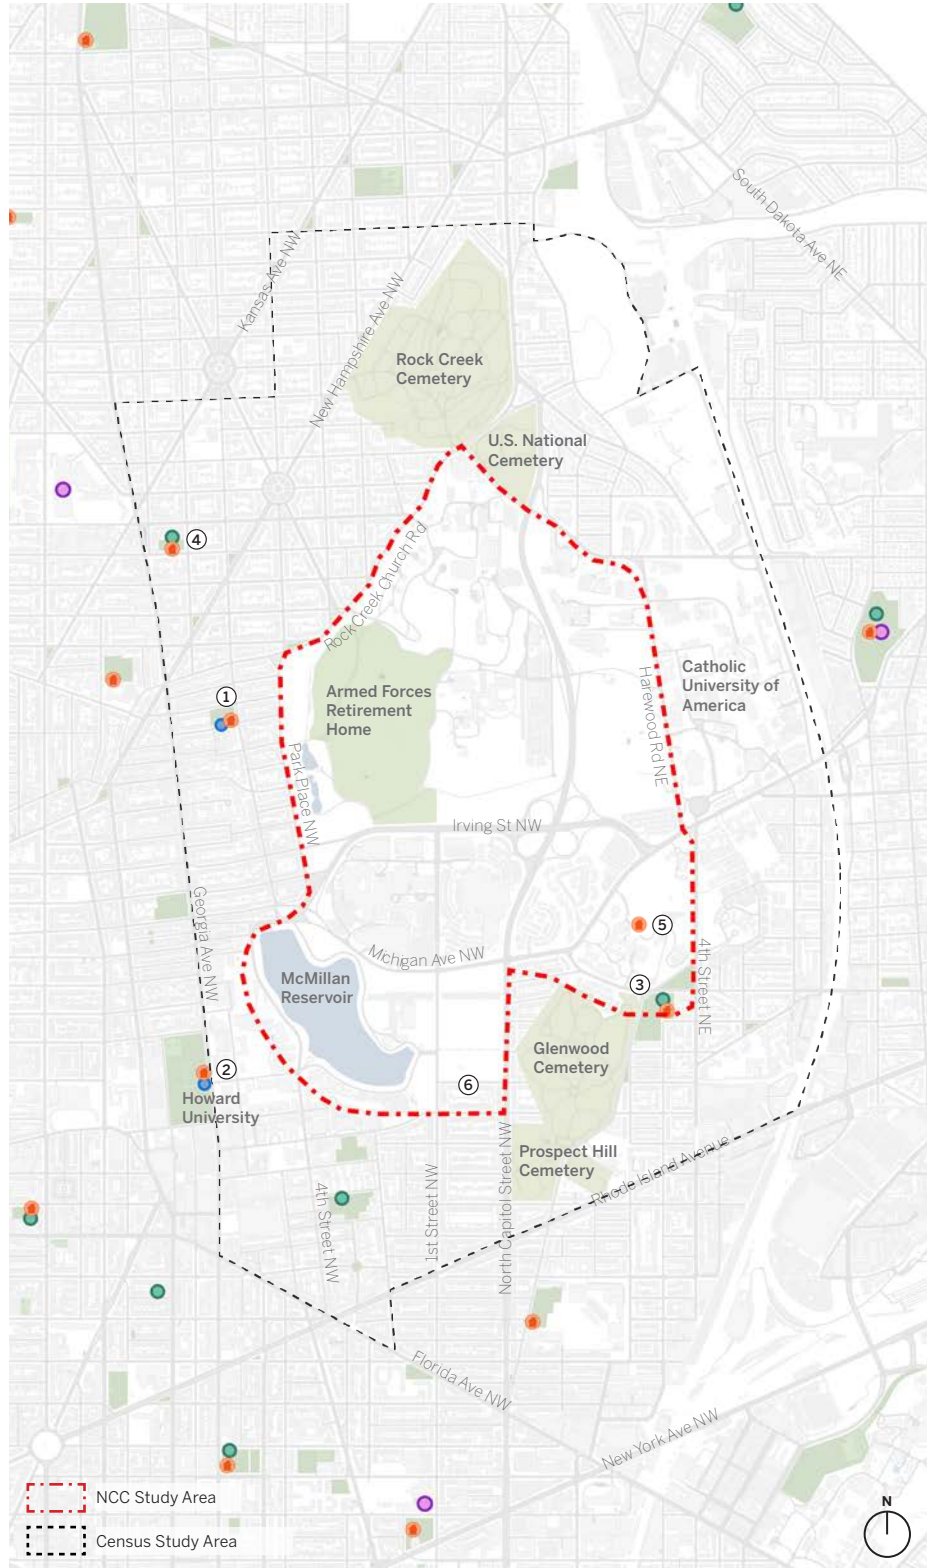 South Dakota Ave NE
Kansas Ave NW
New Hampshire Ave NW
Rock Creek
Cemetery
U.S. National
Cemetery
4
Rock Creek Church Rd
Armed Forces
Retirement
Home
Catholic
University of
America
Harewood Rd NE
1
Park Place NW
Irving St NW
Georgia Ave NW
5
Michgan Ave NW
4th Street NE
McMillan
Reservoir
3
Glenwood
Cemetery
2
6
Howard
University
Prospect Hill
Cemetery
Rhode Island Avenue
4th Street NW
1st Street NW
North Capitol Street NW
Florida Ave NW
New York Ave NW
NCC Study Area
Census Study Area
N